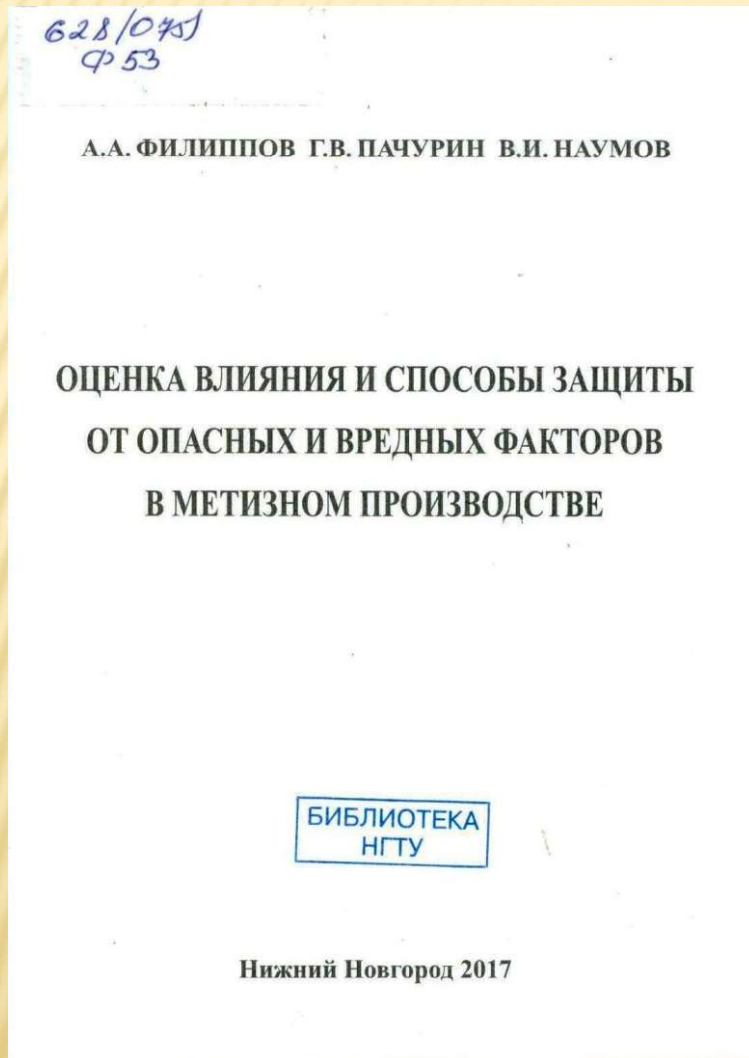 628(075)
Ф 53
А.А. ФИЛИППОВ Г.В. ПАЧУРИН В.И. НАУМОВ
ОЦЕНКА ВЛИЯНИЯ И СПОСОБЫ ЗАЩИТЫ
ОТ ОПАСНЫХ И ВРЕДНЫХ ФАКТОРОВ
В МЕТИЗНОМ ПРОИЗВОДСТВЕ
БИБЛИОТЕКА
НГТУ
Нижний Новгород 2017